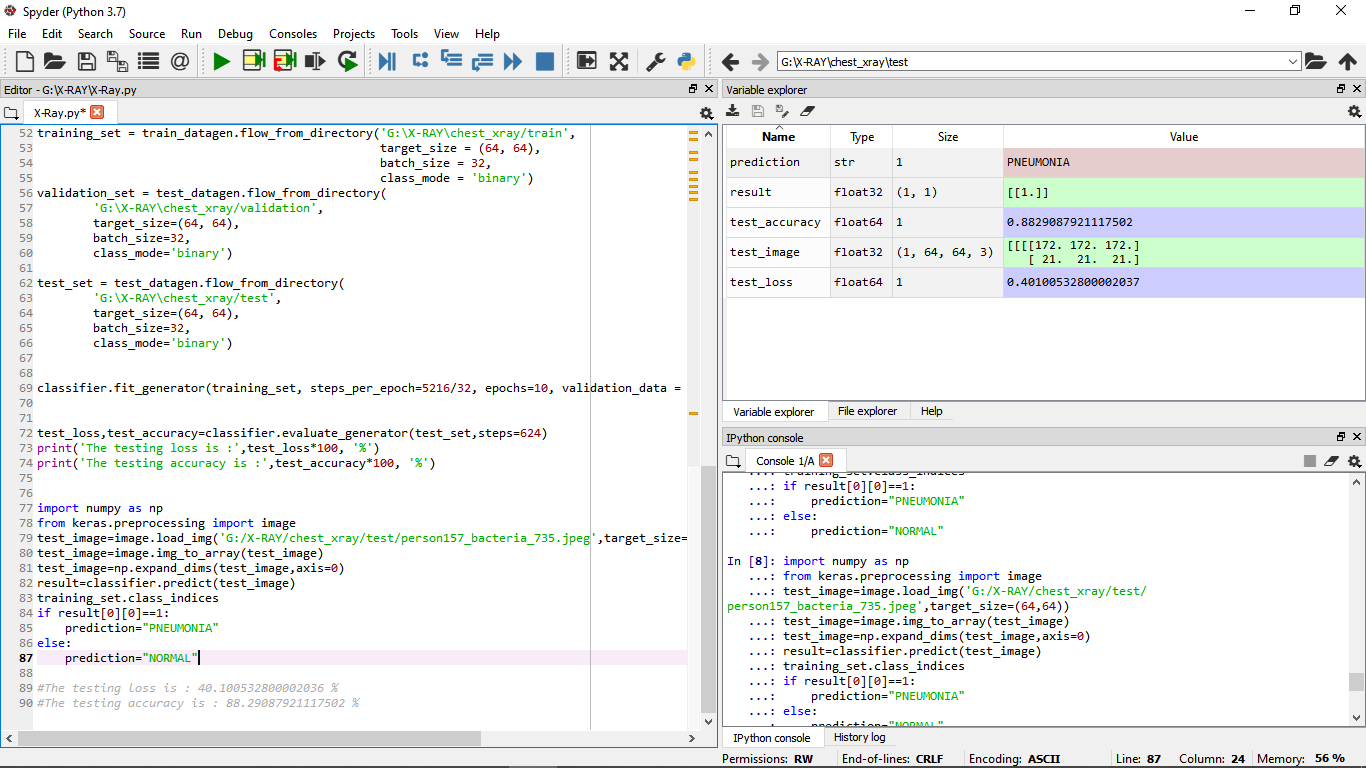 Spyder (Python 3.7)
File Edit Search Source Run Debug Consoles Projects Tools View Help
G:\X-RAY\chest_xray\test
Editor - G:\X-RAY\X-Ray.py
X-Ray.py*
52 training_set = train_datagen.flow_from_directory('G:\X-RAY\chest_xray/train',
53 target_size = (64, 64),
54 batch_size = 32,
55 class_mode = 'binary')
56 validation_set = test_datagen.flow_from_directory(
57 'G:\X-RAY\chest_xray/validation',
58 target_size=(64, 64),
59 batch_size=32,
60 class_mode='binary')
61
62 test_set = test_datagen.flow_from_directory(
63 'G:\X-RAY\chest_xray/test',
64 target_size=(64, 64),
65 batch_size=32,
66 class_mode='binary')
67
68
69 classifier.fit_generator(training_set, steps_per_epoch=5216/32, epochs=10, validation_data =
70
71
72 test_loss,test_accuracy=classifier.evaluate_generator(test_set,steps=624)
73 print('The testing loss is :',test_loss*100, '%')
74 print('The testing accuracy is :',test_accuracy*100, '%')
75
76
77 import numpy as np
78 from keras.preprocessing import image
79 test_image=image.load_img('G:/X-RAY/chest_xray/test/person157_bacteria_735.jpeg',target_size=
80 test_image=image.img_to_array(test_image)
81 test_image=np.expand_dims(test_image,axis=0)
82 result=classifier.predict(test_image)
83 training_set.class_indices
84 if result[0][0]==1:
85 prediction="PNEUMONIA"
86 else:
87 prediction="NORMAL"
88
89 #The testing loss is : 40.100532800002036 %
90 #The testing accuracy is : 88.29087921117502 %
Variable explorer
Name Type Size Value
prediction str 1 PNEUMONIA
result float32 (1, 1) [[1.]]
test_accuracy float64 1 0.8829087921117502
test_image float32 (1, 64, 64, 3) [[[[172. 172. 172.]
[ 21. 21. 21.]
test_loss float64 1 0.40100532800002037
Variable explorer File explorer Help
IPython console
Console 1/A
...: training_set.class_indices
...: if result[0][0]==1:
...: prediction="PNEUMONIA"
...: else:
...: prediction="NORMAL"
In [8]: import numpy as np
...: from keras.preprocessing import image
...: test_image=image.load_img('G:/X-RAY/chest_xray/test/
person157_bacteria_735.jpeg',target_size=(64,64))
...: test_image=image.img_to_array(test_image)
...: test_image=np.expand_dims(test_image,axis=0)
...: result=classifier.predict(test_image)
...: training_set.class_indices
...: if result[0][0]==1:
...: prediction="PNEUMONIA"
...: else:
...: prediction="NORMAL"
IPython console History log
Permissions: RW End-of-lines: CRLF Encoding: ASCII Line: 87 Column: 24 Memory: 56 %